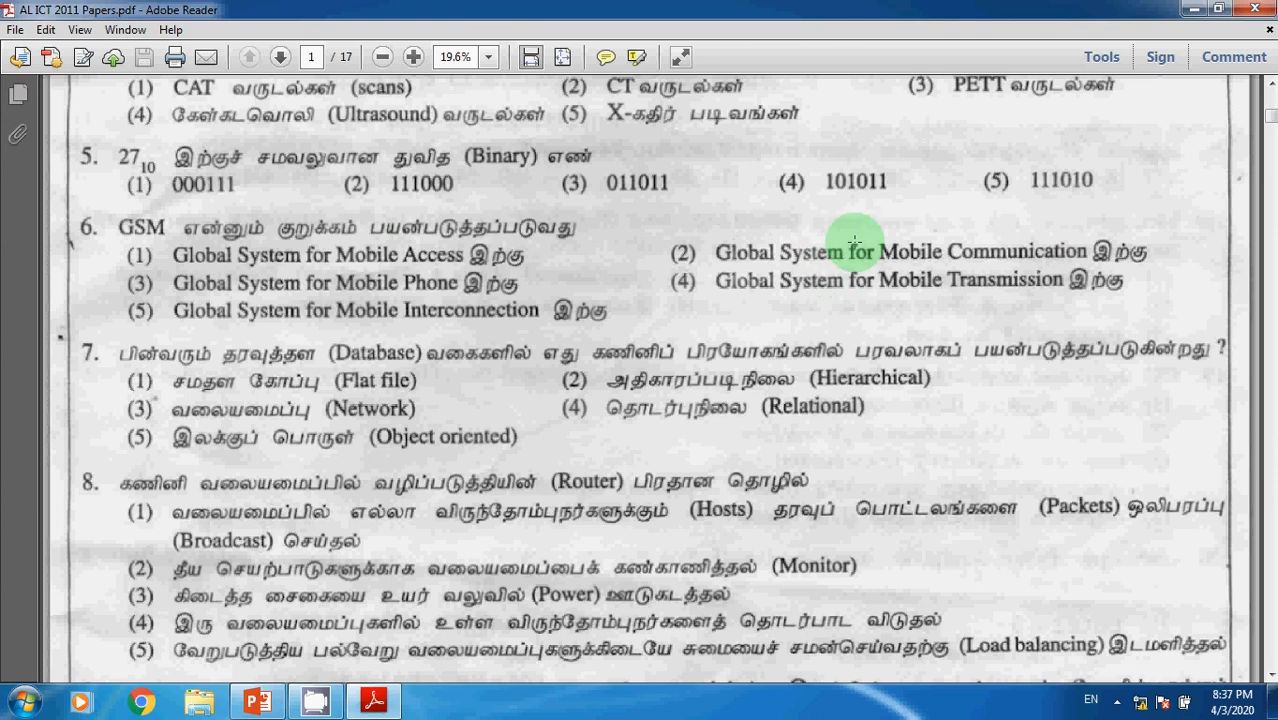 AL ICT 2011 Papers.pdf - Adobe Reader
File Edit View Window Help
1 / 17 19.6% Tools Sign Comment
(1) CAT வருடல்கள் (scans) (2) CT வருடல்கள் (3) PETT வருடல்கள்
(4) கேள்கடவொலி (Ultrasound) வருடல்கள் (5) X-கதிர் படிவங்கள்
5. 27₁₀ இற்குச் சமவலுவான துவித (Binary) எண்
(1) 000111 (2) 111000 (3) 011011 (4) 101011 (5) 111010
6. GSM என்னும் குறுக்கம் பயன்படுத்தப்படுவது
(1) Global System for Mobile Access இற்கு (2) Global System for Mobile Communication இற்கு
(3) Global System for Mobile Phone இற்கு (4) Global System for Mobile Transmission இற்கு
(5) Global System for Mobile Interconnection இற்கு
7. பின்வரும் தரவுத்தள (Database) வகைகளில் எது கணினிப் பிரயோகங்களில் பரவலாகப் பயன்படுத்தப்படுகின்றது ?
(1) சமதள கோப்பு (Flat file) (2) அதிகாரப்படிநிலை (Hierarchical)
(3) வலையமைப்பு (Network) (4) தொடர்புநிலை (Relational)
(5) இலக்குப் பொருள் (Object oriented)
8. கணினி வலையமைப்பில் வழிப்படுத்தியின் (Router) பிரதான தொழில்
(1) வலையமைப்பில் எல்லா விருந்தோம்புநர்களுக்கும் (Hosts) தரவுப் பொட்டலங்களை (Packets) ஒலிபரப்பு
(Broadcast) செய்தல்
(2) தீய செயற்பாடுகளுக்காக வலையமைப்பைக் கண்காணித்தல் (Monitor)
(3) கிடைத்த சைகையை உயர் வலுவில் (Power) ஊடுகடத்தல்
(4) இரு வலையமைப்புகளில் உள்ள விருந்தோம்புநர்களைத் தொடர்பாட விடுதல்
(5) வேறுபடுத்திய பல்வேறு வலையமைப்புகளுக்கிடையே சுமையைச் சமன்செய்வதற்கு (Load balancing) இடமளித்தல்
EN 8:37 PM
4/3/2020